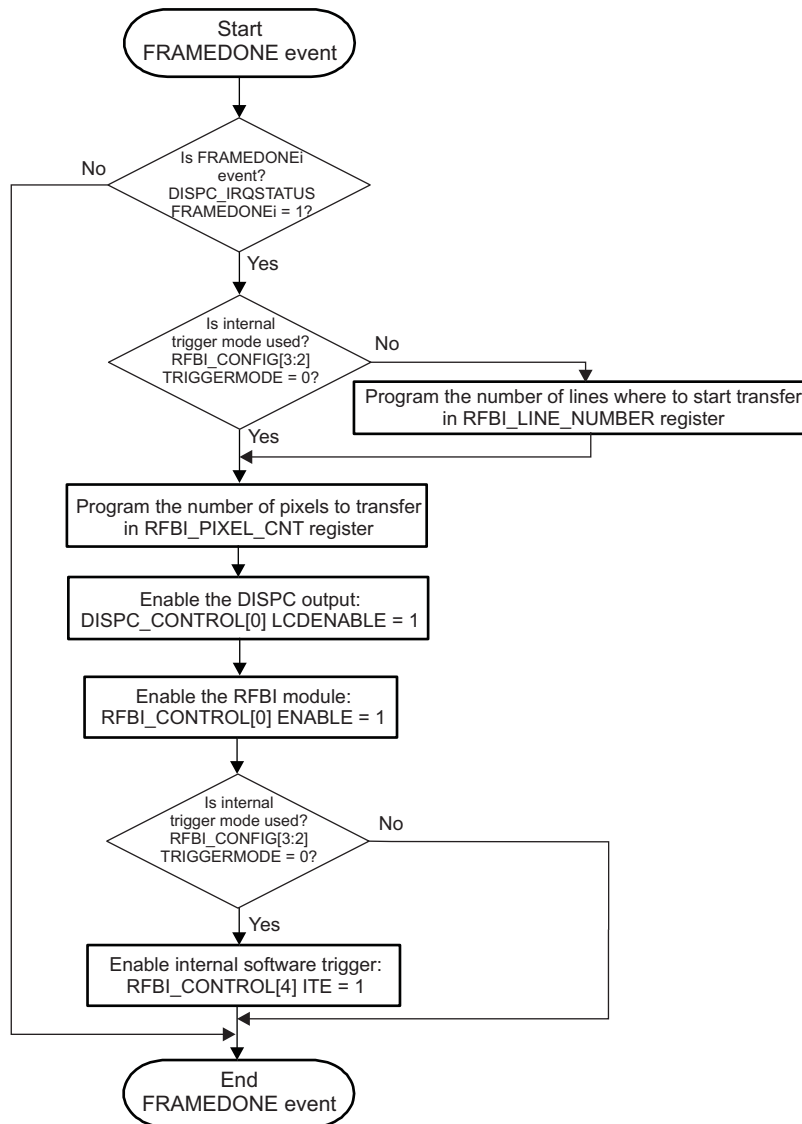 Start
FRAMEDONE event
No
Is FRAMEDONEi
event?
DISPC_IRQSTATUS
FRAMEDONEi = 1?
Yes
Is internal
trigger mode used?
RFBI_CONFIG[3:2]
TRIGGERMODE = 0?
No
Program the number of lines where to start transfer
in RFBI_LINE_NUMBER register
Yes
Program the number of pixels to transfer
in RFBI_PIXEL_CNT register
Enable the DISPC output:
DISPC_CONTROL[0] LCDENABLE = 1
Enable the RFBI module:
RFBI_CONTROL[0] ENABLE = 1
Is internal
trigger mode used?
RFBI_CONFIG[3:2]
TRIGGERMODE = 0?
No
Yes
Enable internal software trigger:
RFBI_CONTROL[4] ITE = 1
End
FRAMEDONE event